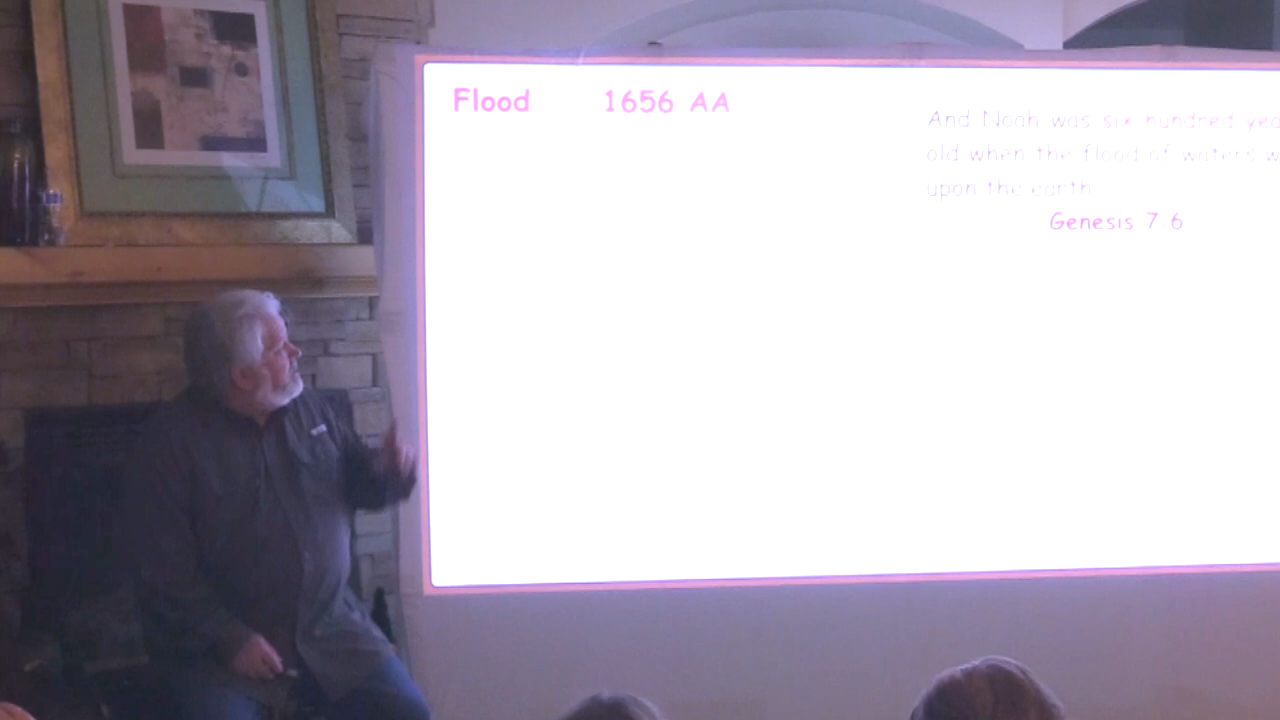 Flood 1656 AA
And Noah was six hundred yea
old when the flood of waters w
upon the earth
Genesis 7 6